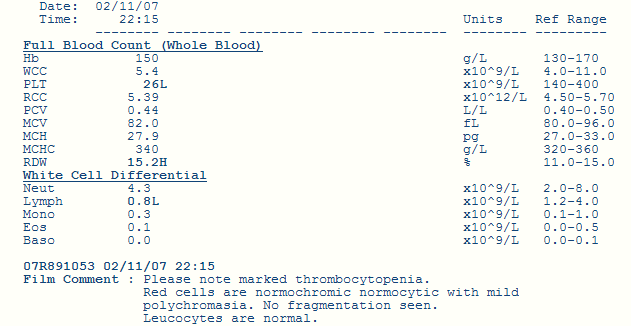 Date: 02/11/07
Time: 22:15 Units Ref Range
-------- -------- -------- -------- -------- -------- ---------
Full Blood Count (Whole Blood)
Hb 150 g/L 130-170
WCC 5.4 x10^9/L 4.0-11.0
PLT 26L x10^9/L 140-400
RCC 5.39 x10^12/L 4.50-5.70
PCV 0.44 L/L 0.40-0.50
MCV 82.0 fL 80.0-96.0
MCH 27.9 pg 27.0-33.0
MCHC 340 g/L 320-360
RDW 15.2H % 11.0-15.0
White Cell Differential
Neut 4.3 x10^9/L 2.0-8.0
Lymph 0.8L x10^9/L 1.2-4.0
Mono 0.3 x10^9/L 0.1-1.0
Eos 0.1 x10^9/L 0.0-0.5
Baso 0.0 x10^9/L 0.0-0.1
07R891053 02/11/07 22:15
Film Comment : Please note marked thrombocytopenia.
Red cells are normochromic normocytic with mild
polychromasia. No fragmentation seen.
Leucocytes are normal.